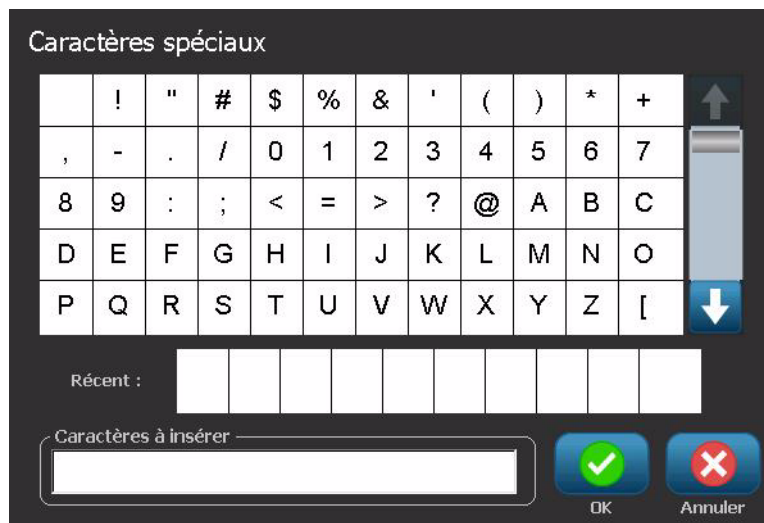 Caractères spéciaux
! " # $ % & ' ( ) * +
, - . / 0 1 2 3 4 5 6 7
8 9 : ; < = > ? @ A B C
D E F G H I J K L M N O
P Q R S T U V W X Y Z [
Récent :
Caractères à insérer
OK Annuler